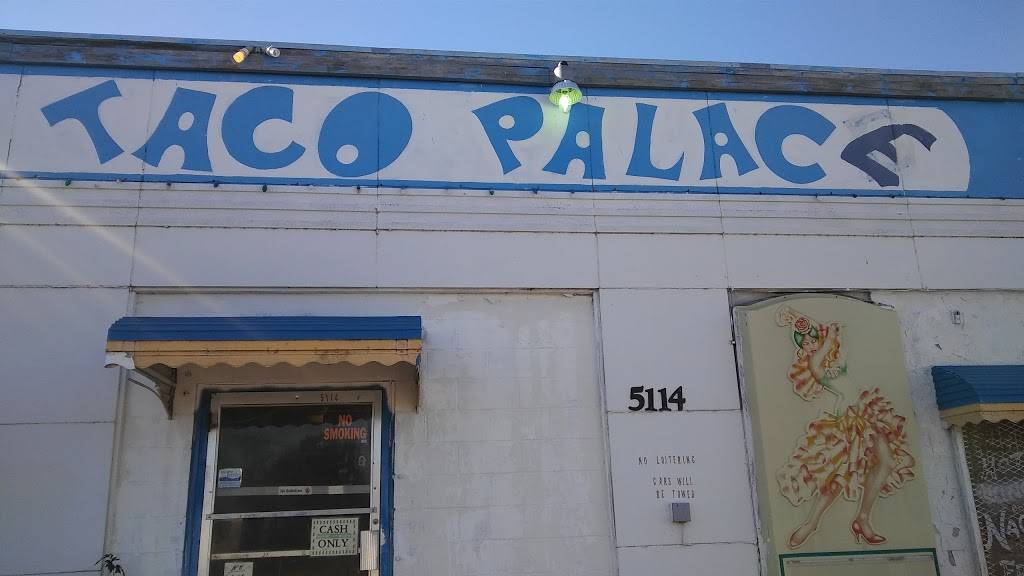 TACO PALACE
5114
NO
SMOKING
5114
NO LOITERING
CARS WILL
BE TOWED
CASH
ONLY